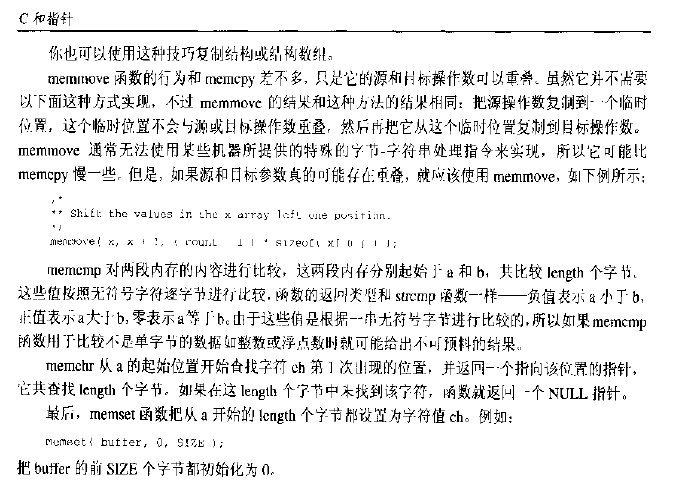 C 和指针
你也可以使用这种技巧复制结构或结构数组。
memmove 函数的行为和 memcpy 差不多，只是它的源和目标操作数可以重叠。虽然它并不需要
以下面这种方式实现，不过 memmove 的结果和这种方法的结果相同：把源操作数复制到一个临时
位置，这个临时位置不会与源或目标操作数重叠，然后再把它从这个临时位置复制到目标操作数。
memmove 通常无法使用某些机器所提供的特殊的字节-字符串处理指令来实现，所以它可能比
memcpy 慢一些。但是，如果源和目标参数真的可能存在重叠，就应该使用 memmove，如下例所示：
/*
** Shift the values in the x array left one position.
*/
memmove( x, x + 1, ( count - 1 ) * sizeof( x[ 0 ] ) );
memcmp 对两段内存的内容进行比较，这两段内存分别起始于 a 和 b，共比较 length 个字节。
这些值按照无符号字符逐字节进行比较，函数的返回类型和 strcmp 函数一样——负值表示 a 小于 b，
正值表示 a 大于 b，零表示 a 等于 b。由于这些值是根据一串无符号字节进行比较的，所以如果 memcmp
函数用于比较不是单字节的数据如整数或浮点数时就可能给出不可预料的结果。
memchr 从 a 的起始位置开始查找字符 ch 第 1 次出现的位置，并返回一个指向该位置的指针，
它共查找 length 个字节。如果在这 length 个字节中未找到该字符，函数就返回一个 NULL 指针。
最后，memset 函数把从 a 开始的 length 个字节都设置为字符值 ch。例如：
memset( buffer, 0, SIZE );
把 buffer 的前 SIZE 个字节都初始化为 0。